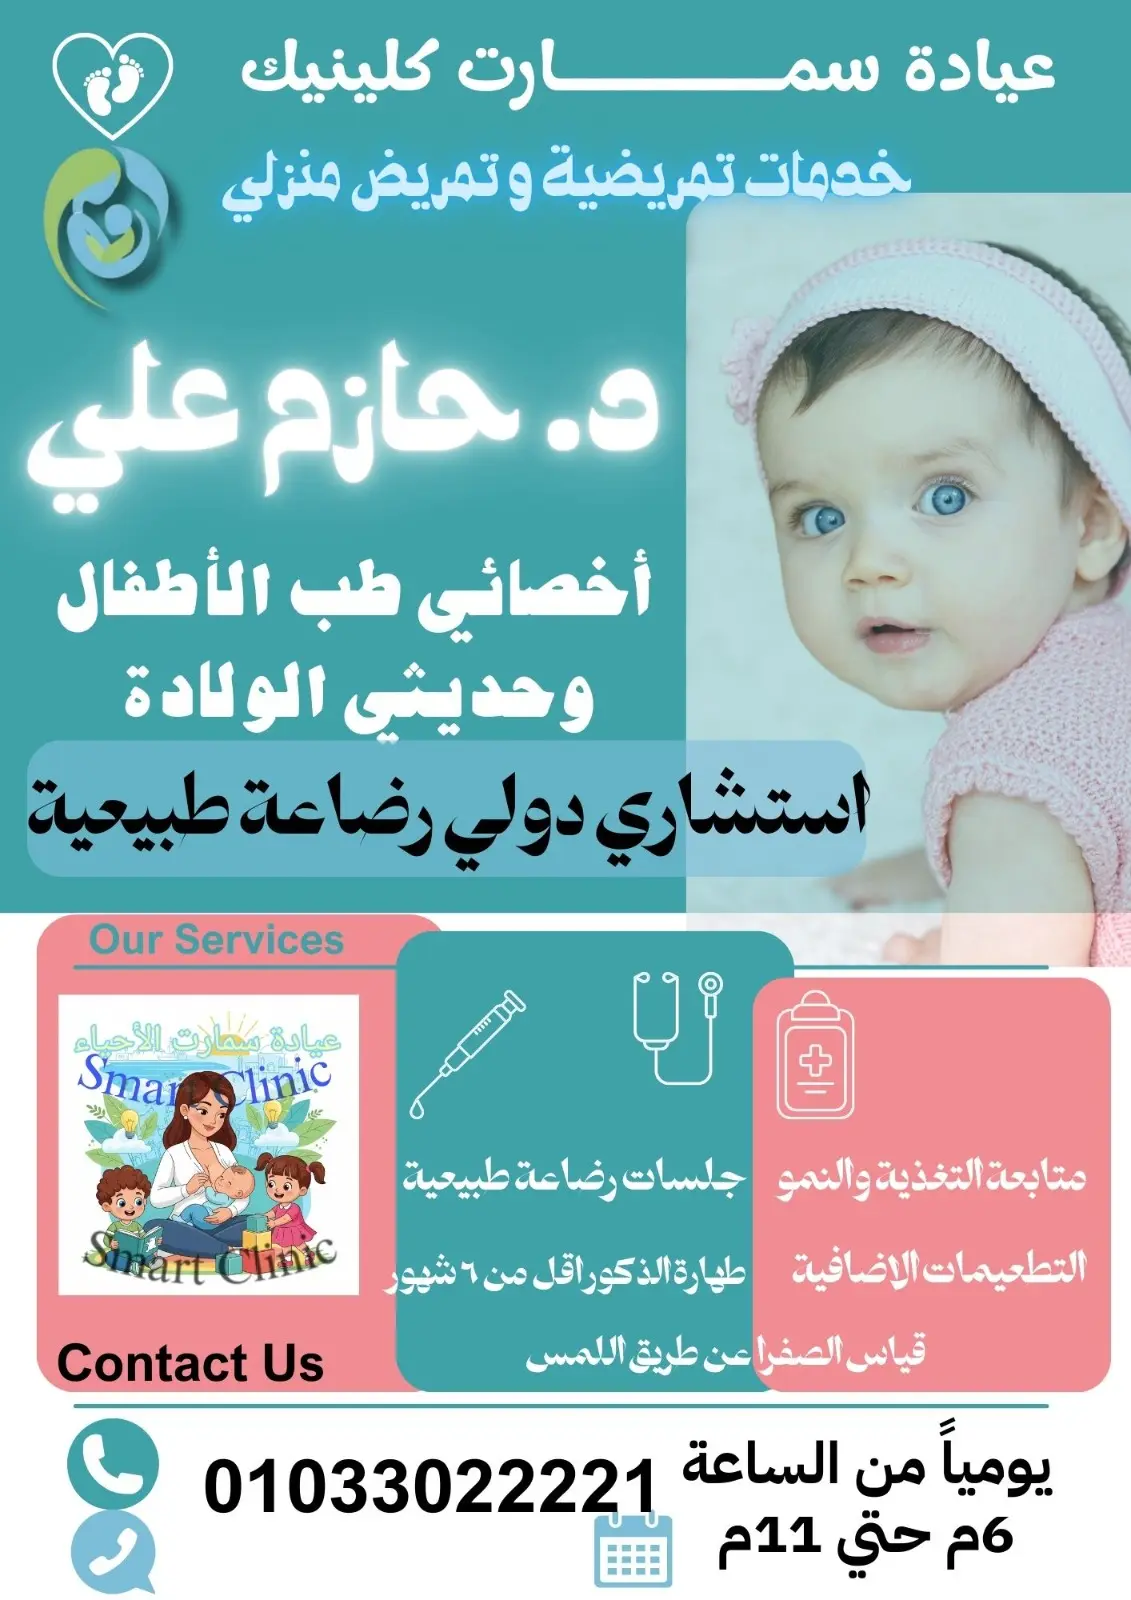 عيادة سمـــــــــارت كلينيك
خدمات تمريضية وتمريض منزلي
د. حازم علي
أخصائي طب الأطفال
وحديثي الولادة
استشاري دولي رضاعة طبيعية
Our Services
عيادة سمارت الأحياء
Smart Clinic
Smart Clinic
متابعة التغذية والنمو
جلسات رضاعة طبيعية
التطعيمات الاضافية
طهارة الذكور اقل من ٦ شهور
قياس الصفرا عن طريق اللمس
Contact Us
01033022221
يومياً من الساعة
6م حتي 11م